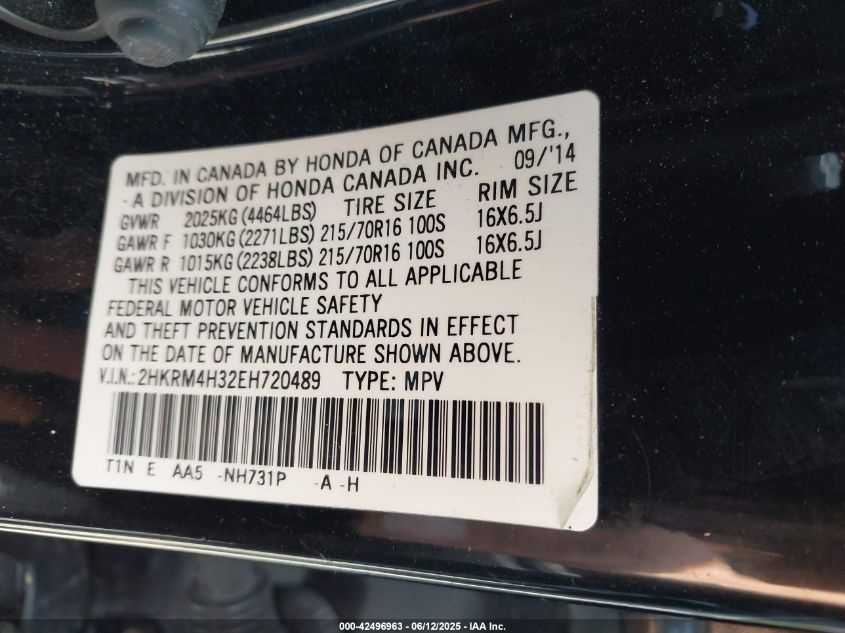 MFD. IN CANADA BY HONDA OF CANADA MFG.,
-A DIVISION OF HONDA CANADA INC. 09/'14
GVWR 2025KG (4464LBS) TIRE SIZE RIM SIZE
GAWR F 1030KG (2271LBS) 215/70R16 100S 16X6.5J
GAWR R 1015KG (2238LBS) 215/70R16 100S 16X6.5J
THIS VEHICLE CONFORMS TO ALL APPLICABLE
FEDERAL MOTOR VEHICLE SAFETY
AND THEFT PREVENTION STANDARDS IN EFFECT
ON THE DATE OF MANUFACTURE SHOWN ABOVE.
V.I.N.: 2HKRM4H32EH720489 TYPE: MPV
T1N E AA5 -NH731P -A -H
000-42496963 - 06/12/2025 - IAA Inc.